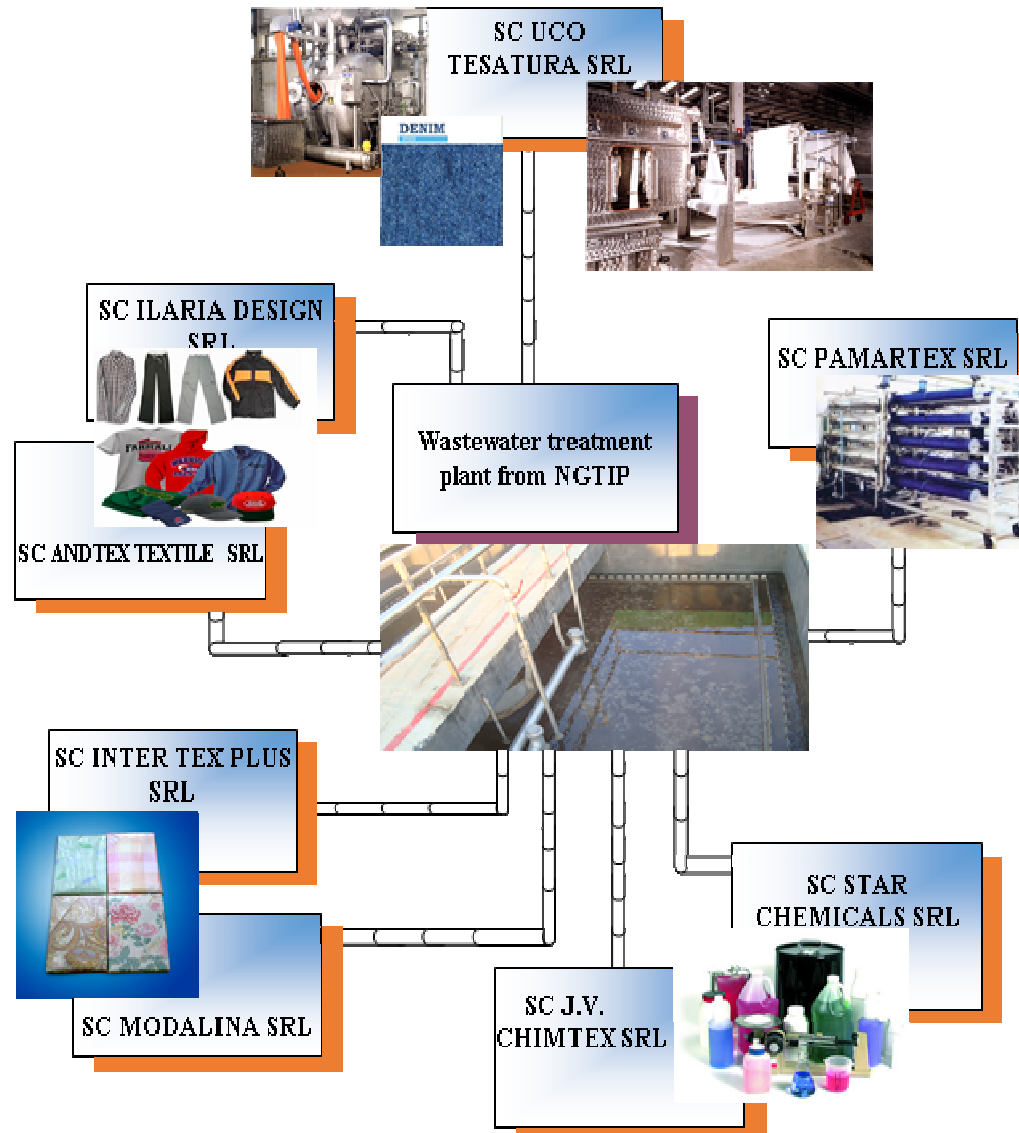 SC UCO
TESATURA SRL
DENIM
SC ILARIA DESIGN
SRL
SC PAMARTEX SRL
Wastewater treatment
plant from NGTIP
FARMALL
SC ANDTEX TEXTILE SRL
SC INTER TEX PLUS
SRL
SC STAR
CHEMICALS SRL
SC MODALINA SRL
SC J.V.
CHIMTEX SRL